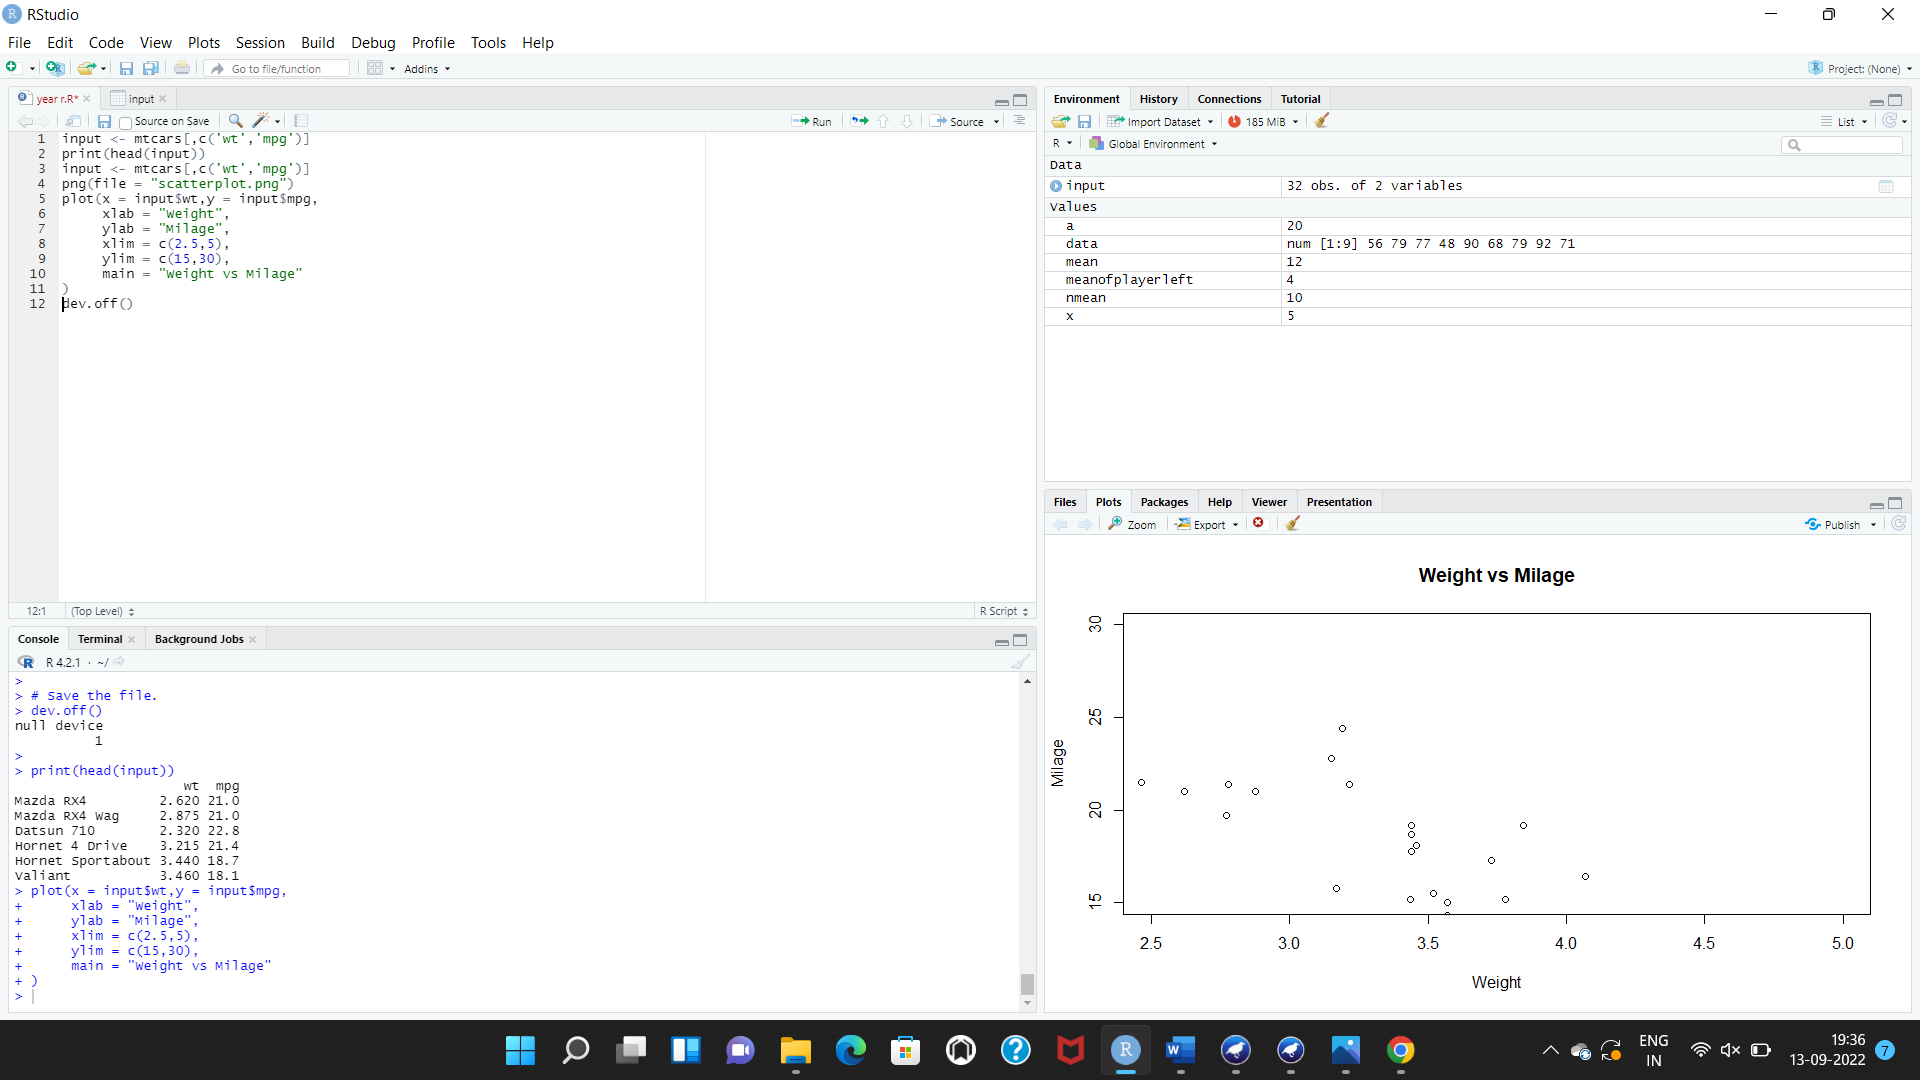 RStudio
File Edit Code View Plots Session Build Debug Profile Tools Help
Go to file/function Addins Project: (None)
year r.R* input
Source on Save Run Source
1 input <- mtcars[,c('wt','mpg')]
2 print(head(input))
3 input <- mtcars[,c('wt','mpg')]
4 png(file = "scatterplot.png")
5 plot(x = input$wt,y = input$mpg,
6 xlab = "Weight",
7 ylab = "Milage",
8 xlim = c(2.5,5),
9 ylim = c(15,30),
10 main = "Weight vs Milage"
11 )
12 dev.off()
12:1 (Top Level) R Script
Console Terminal Background Jobs
R 4.2.1 · ~/
>
> # Save the file.
> dev.off()
null device
1
>
> print(head(input))
wt mpg
Mazda RX4 2.620 21.0
Mazda RX4 Wag 2.875 21.0
Datsun 710 2.320 22.8
Hornet 4 Drive 3.215 21.4
Hornet Sportabout 3.440 18.7
Valiant 3.460 18.1
> plot(x = input$wt,y = input$mpg,
+ xlab = "Weight",
+ ylab = "Milage",
+ xlim = c(2.5,5),
+ ylim = c(15,30),
+ main = "Weight vs Milage"
+ )
>
Environment History Connections Tutorial
Import Dataset 185 MiB List
R Global Environment
Data
input 32 obs. of 2 variables
Values
a 20
data num [1:9] 56 79 77 48 90 68 79 92 71
mean 12
meanofplayerleft 4
nmean 10
x 5
Files Plots Packages Help Viewer Presentation
Zoom Export Publish
Weight vs Milage
30
25
20
15
Milage
2.5 3.0 3.5 4.0 4.5 5.0
Weight
ENG
IN
19:36
13-09-2022
7